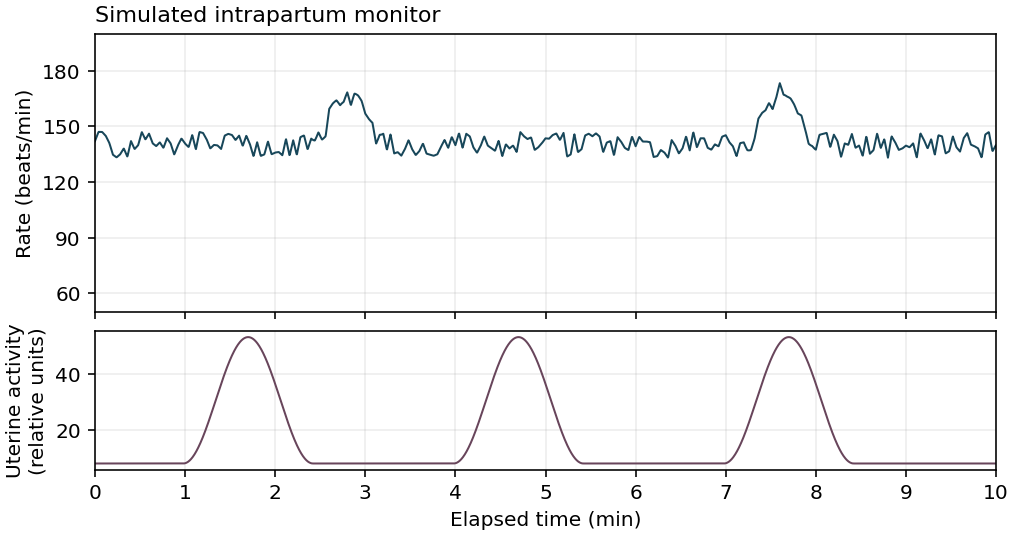 Simulated intrapartum monitor
Rate (beats/min)
180
150
120
90
60
Uterine activity
(relative units)
40
20
0 1 2 3 4 5 6 7 8 9 10
Elapsed time (min)